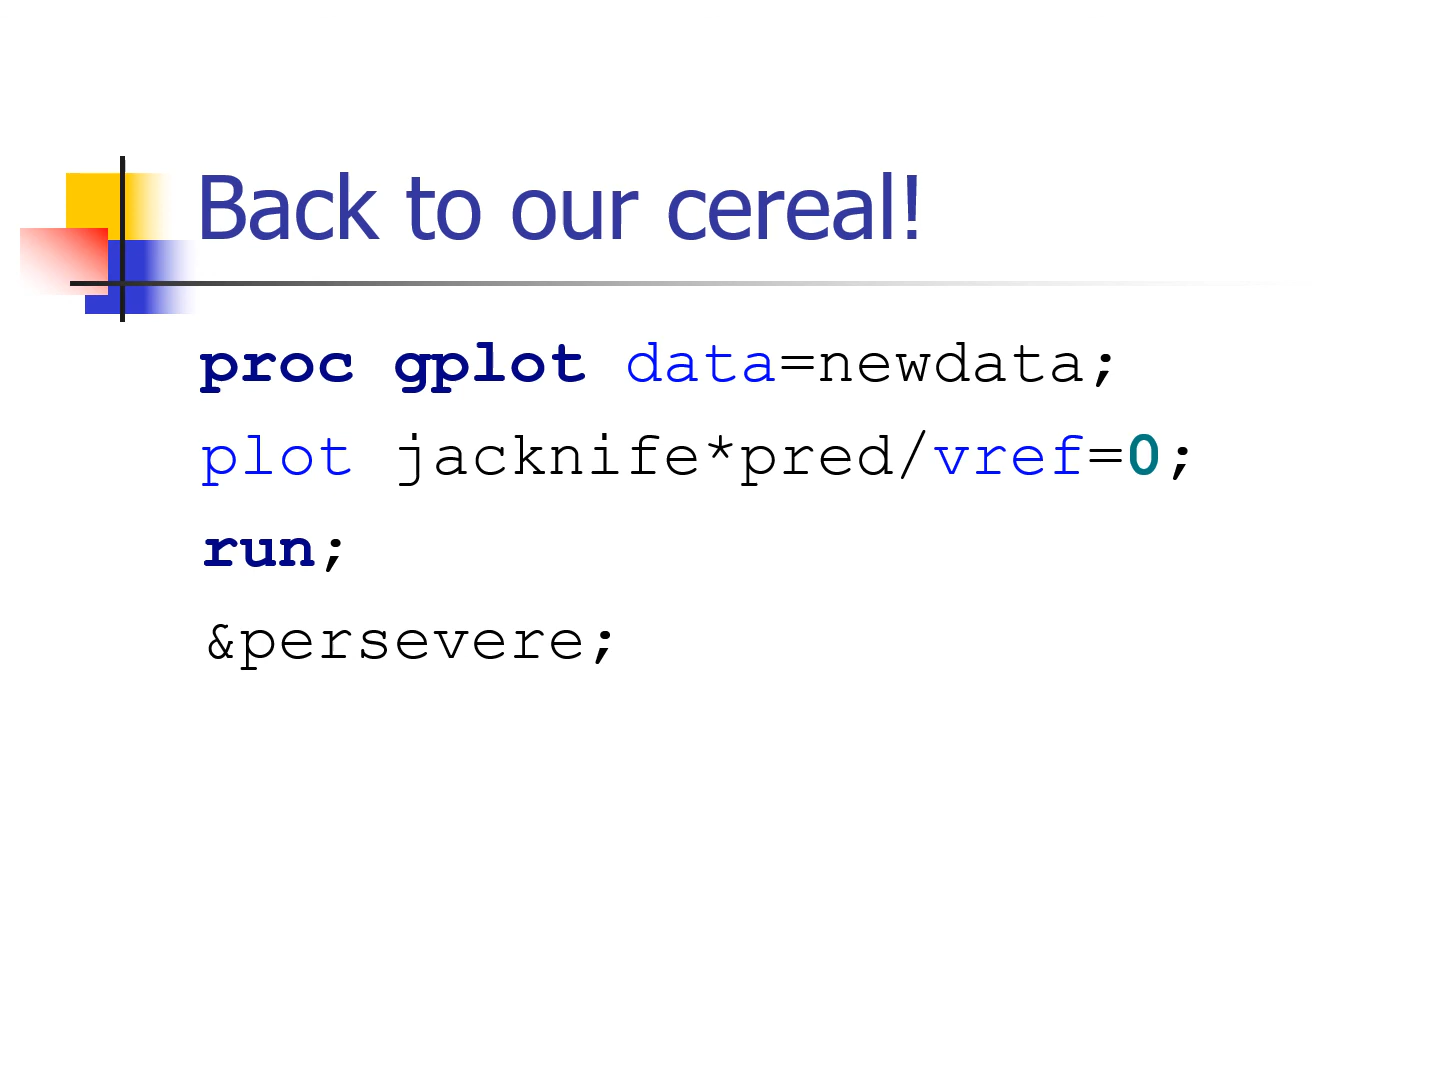 Back to our cereal!
proc gplot data=newdata;
plot jacknife*pred/vref=0;
run;
&persevere;